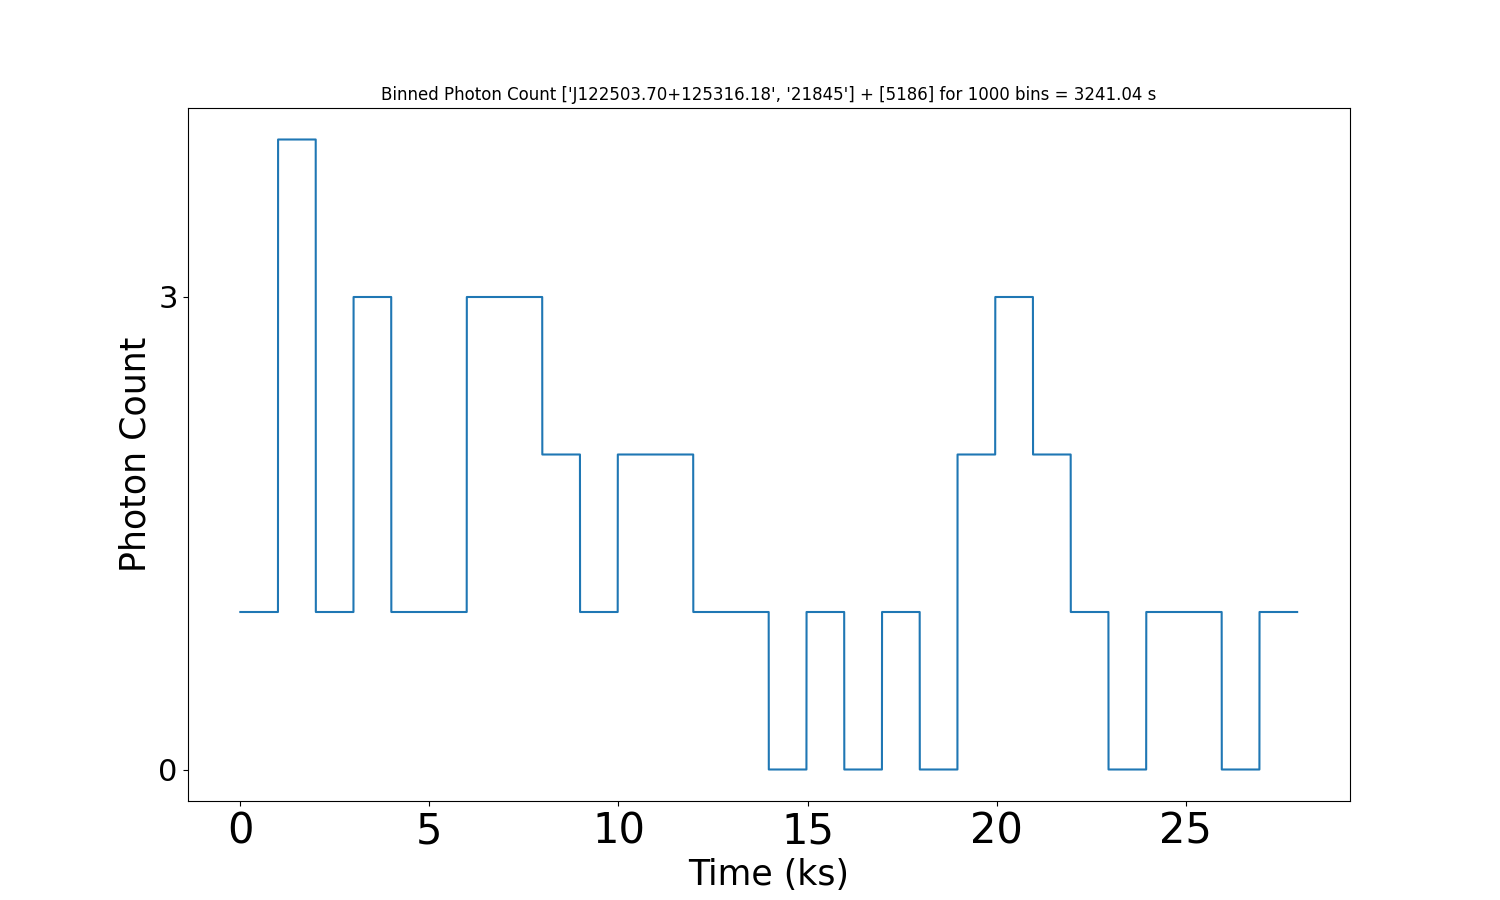 Binned Photon Count ['J122503.70+125316.18', '21845'] + [5186] for 1000 bins = 3241.04 s
3
Photon Count
0
0 5 10 15 20 25
Time (ks)